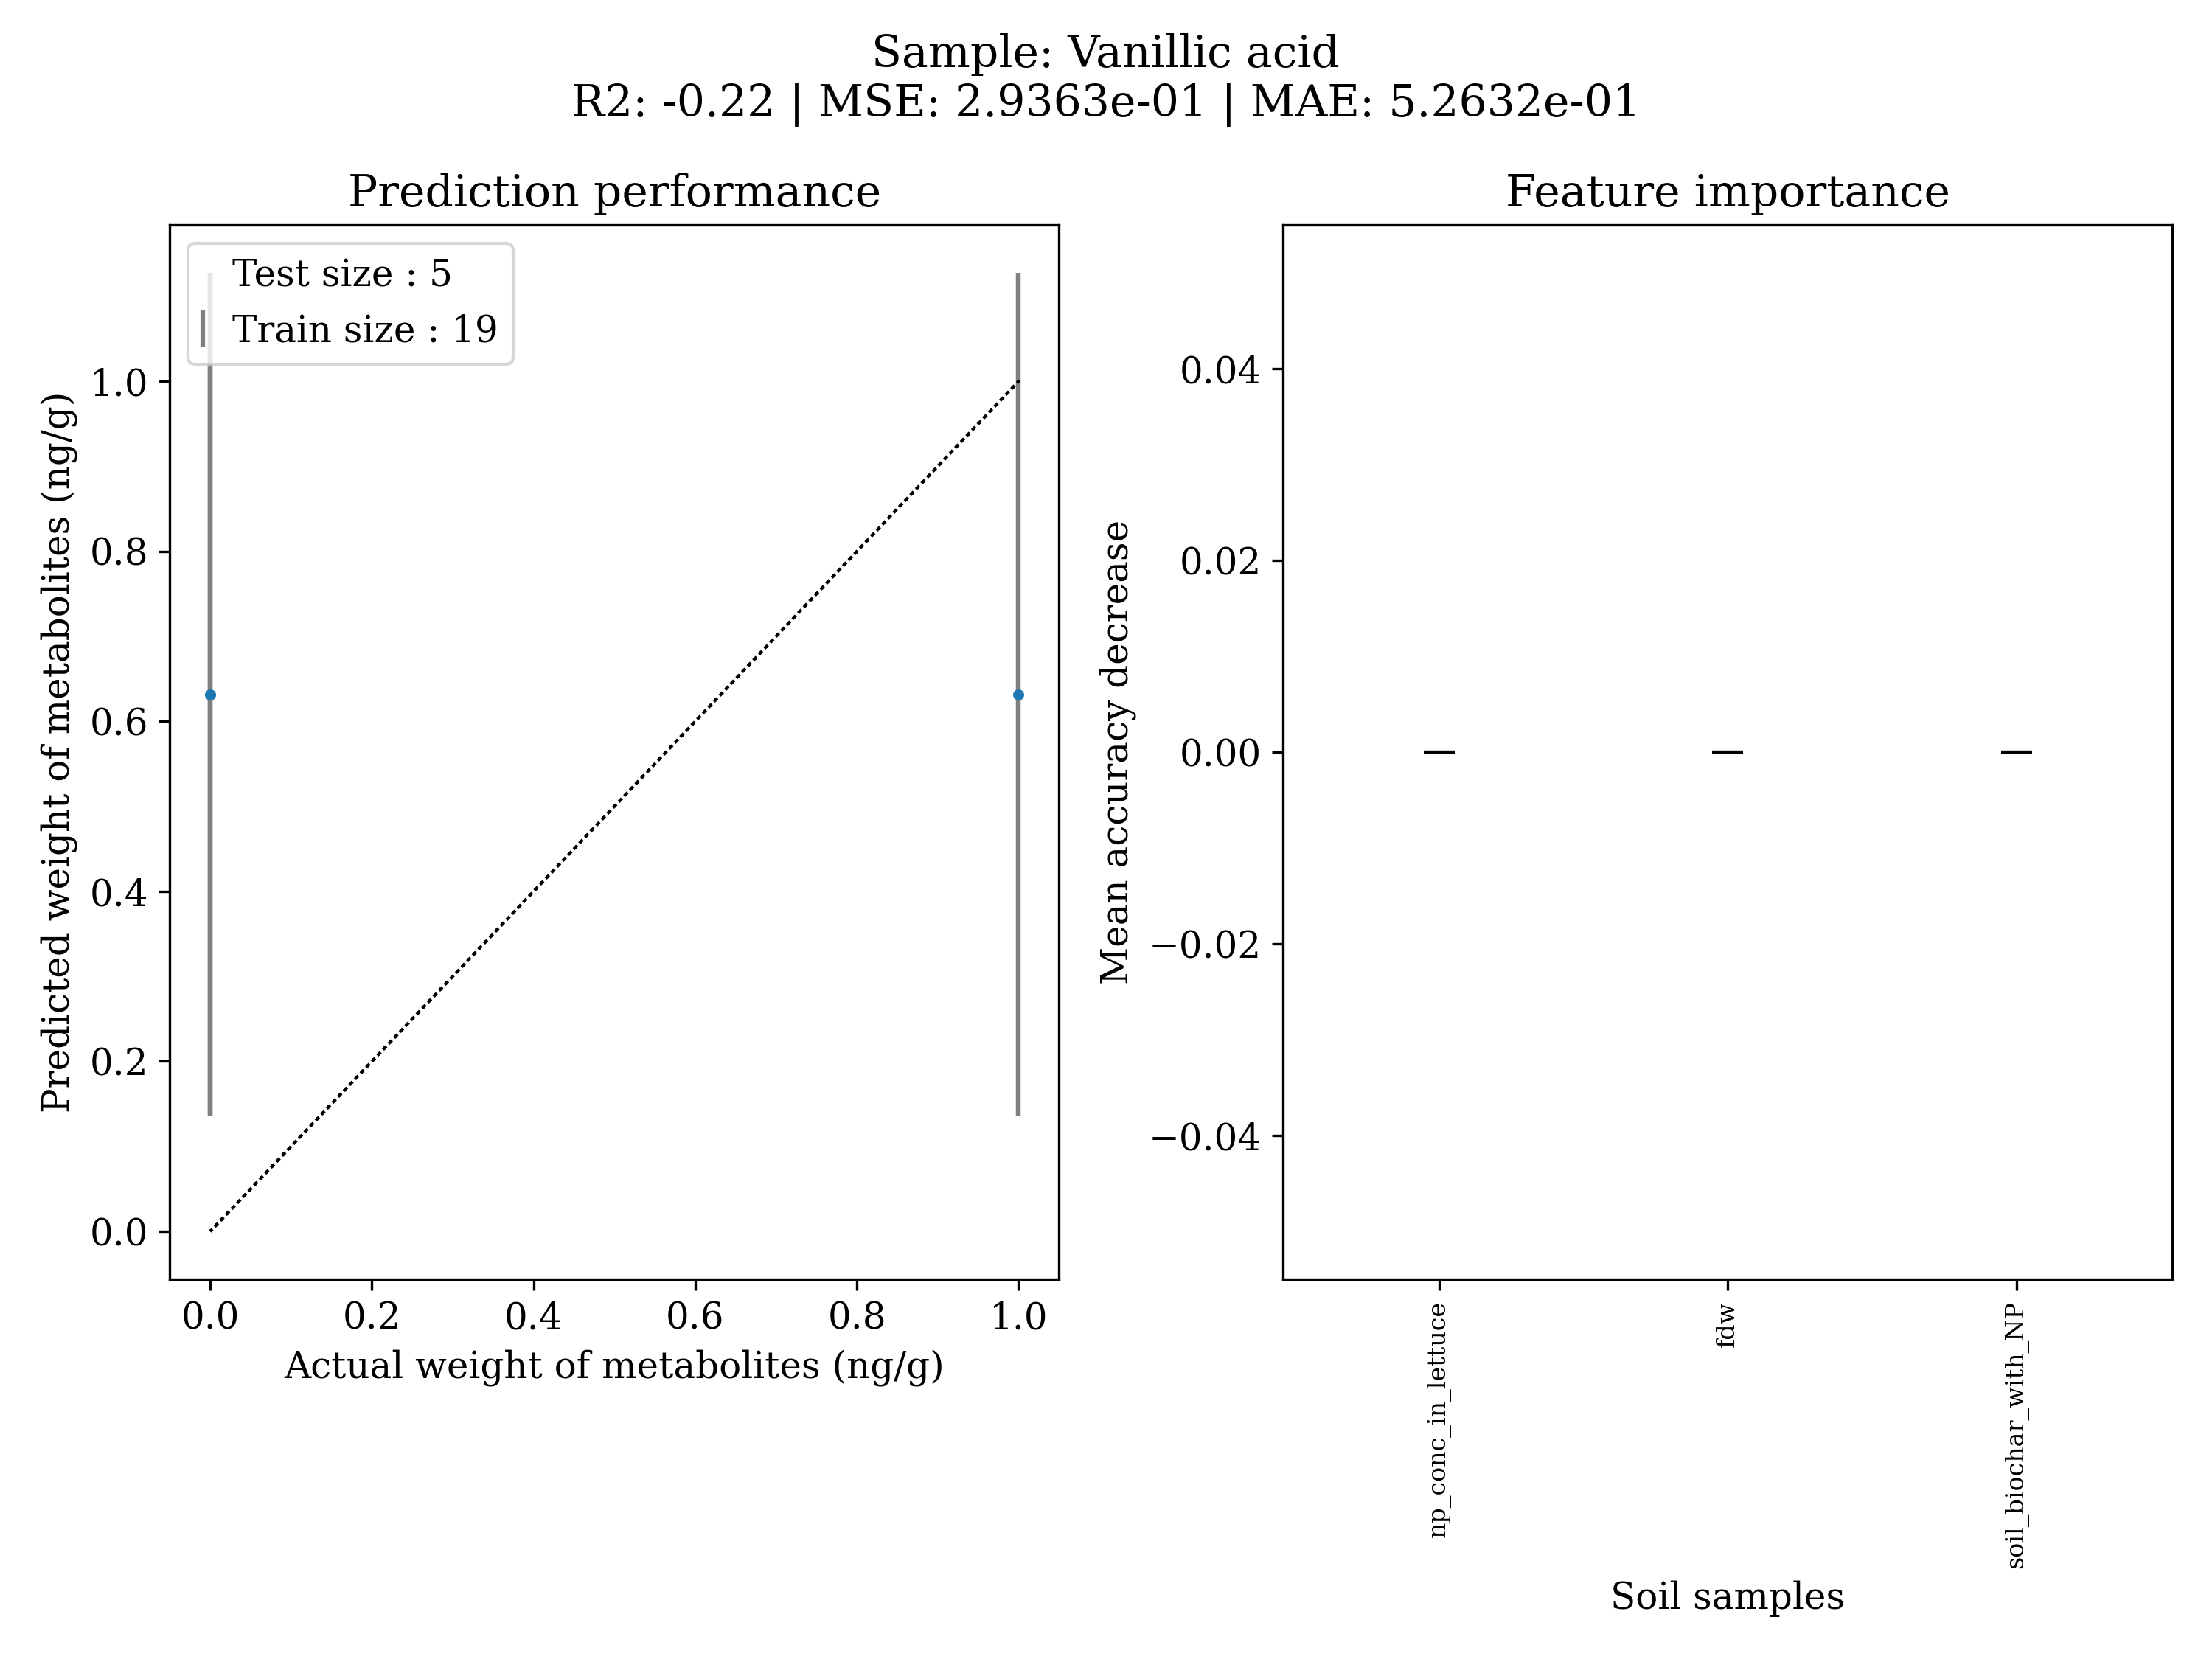 Sample: Vanillic acid
R2: -0.22 | MSE: 2.9363e-01 | MAE: 5.2632e-01
Prediction performance
Test size : 5
Train size : 19
Predicted weight of metabolites (ng/g)
1.0
0.8
0.6
0.4
0.2
0.0
0.0 0.2 0.4 0.6 0.8 1.0
Actual weight of metabolites (ng/g)
Feature importance
Mean accuracy decrease
0.04
0.02
0.00
−0.02
−0.04
np_conc_in_lettuce
fdw
soil_biochar_with_NP
Soil samples